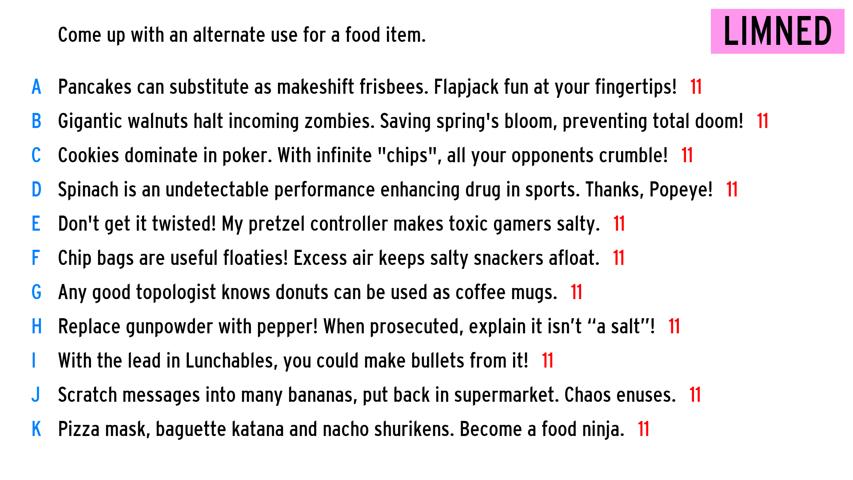 Come up with an alternate use for a food item.
LIMNED
A Pancakes can substitute as makeshift frisbees. Flapjack fun at your fingertips! 11
B Gigantic walnuts halt incoming zombies. Saving spring's bloom, preventing total doom! 11
C Cookies dominate in poker. With infinite "chips", all your opponents crumble! 11
D Spinach is an undetectable performance enhancing drug in sports. Thanks, Popeye! 11
E Don't get it twisted! My pretzel controller makes toxic gamers salty. 11
F Chip bags are useful floaties! Excess air keeps salty snackers afloat. 11
G Any good topologist knows donuts can be used as coffee mugs. 11
H Replace gunpowder with pepper! When prosecuted, explain it isn’t “a salt”! 11
I With the lead in Lunchables, you could make bullets from it! 11
J Scratch messages into many bananas, put back in supermarket. Chaos enuses. 11
K Pizza mask, baguette katana and nacho shurikens. Become a food ninja. 11